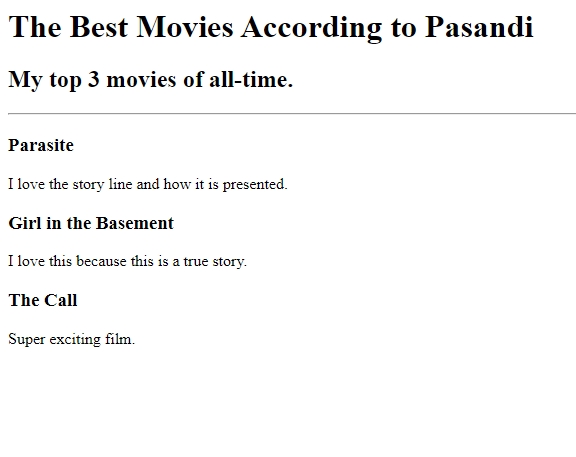 The Best Movies According to Pasandi
My top 3 movies of all-time.
Parasite
I love the story line and how it is presented.
Girl in the Basement
I love this because this is a true story.
The Call
Super exciting film.